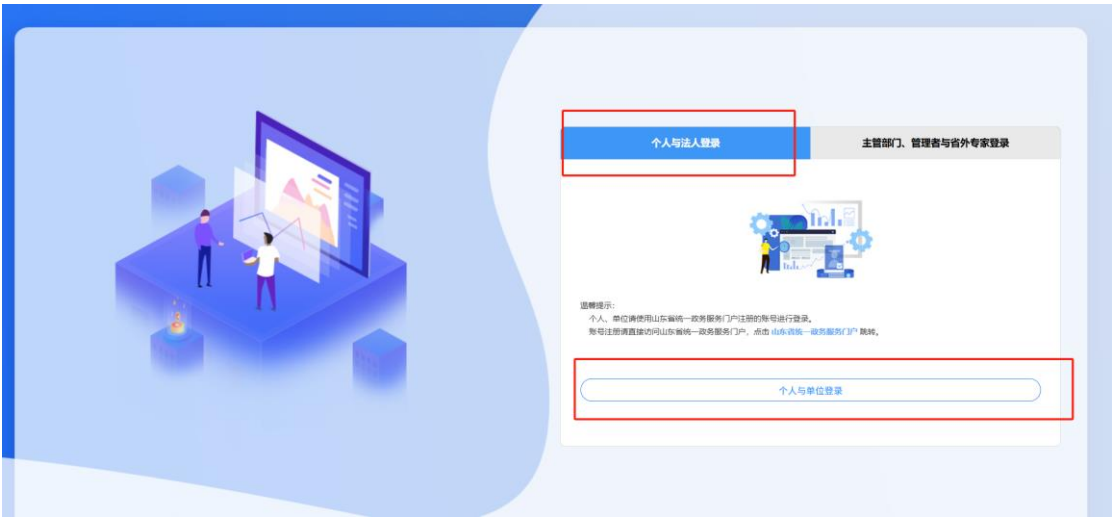 个人与法人登录
主管部门、管理者与省外专家登录
温馨提示:
个人、单位请使用山东省统一政务服务门户注册的账号进行登录。
账号注册请直接访问山东省统一政务服务门户，点击 山东省统一政务服务门户 跳转。
个人与单位登录